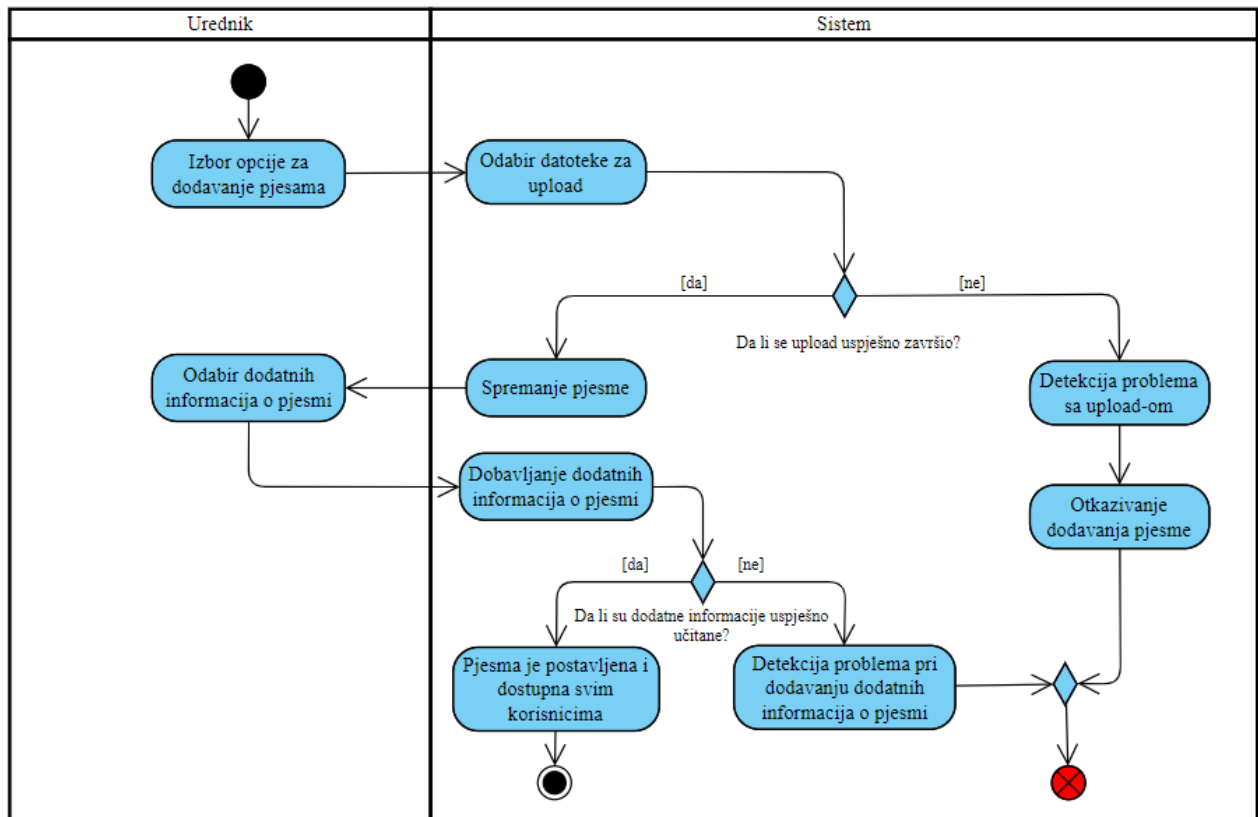 Urednik
Sistem
Izbor opcije za
dodavanje pjesama
Odabir datoteke za
upload
[da]
[ne]
Da li se upload uspješno završio?
Odabir dodatnih
informacija o pjesmi
Spremanje pjesme
Detekcija problema
sa upload-om
Dobavljanje dodatnih
informacija o pjesmi
Otkazivanje
dodavanja pjesme
[da]
[ne]
Da li su dodatne informacije uspješno
učitane?
Pjesma je postavljena i
dostupna svim
korisnicima
Detekcija problema pri
dodavanju dodatnih
informacija o pjesmi